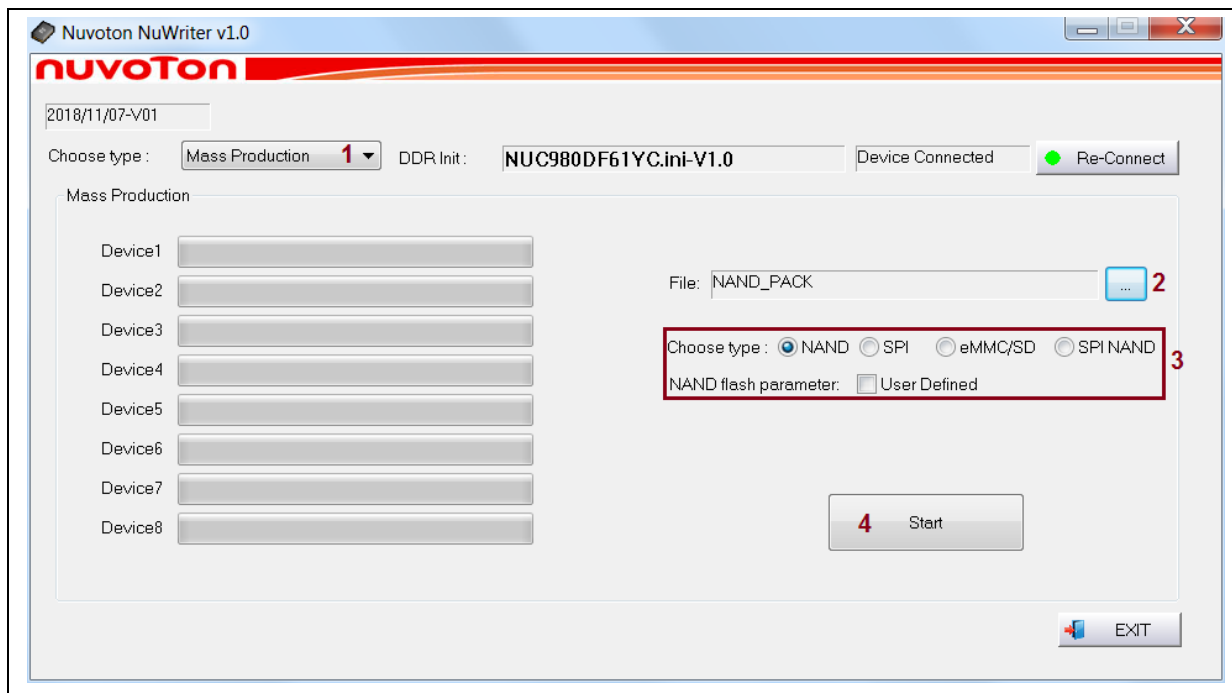 Nuvoton NuWriter v1.0
nuvoTon
2018/11/07-V01
Choose type : Mass Production 1 DDR Init : NUC980DF61YC.ini-V1.0 Device Connected Re-Connect
Mass Production
Device1
Device2
Device3
Device4
Device5
Device6
Device7
Device8
File: NAND_PACK ... 2
Choose type : NAND SPI eMMC/SD SPI NAND
3
NAND flash parameter: User Defined
4 Start
EXIT